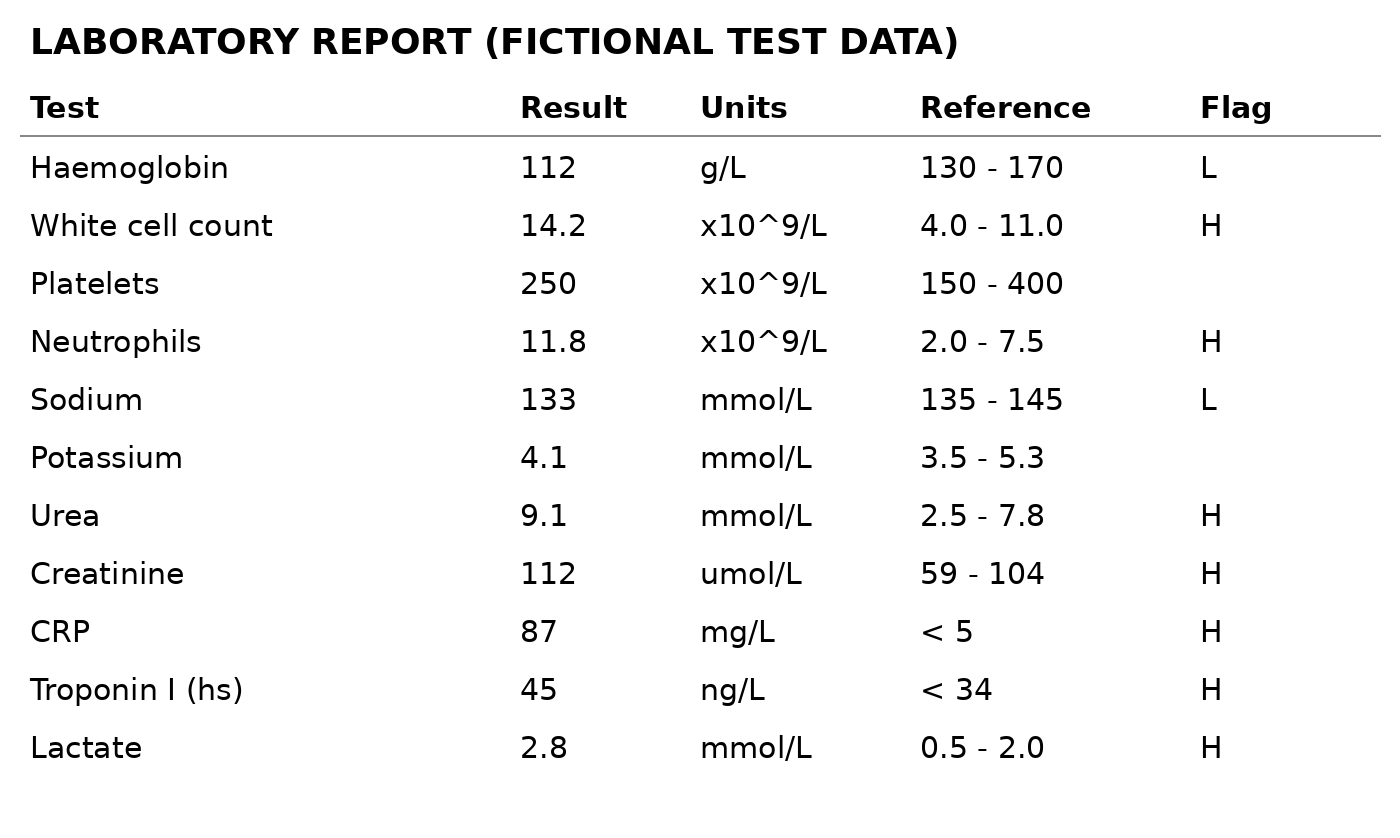 LABORATORY REPORT (FICTIONAL TEST DATA)
Test Result Units Reference Flag
Haemoglobin 112 g/L 130 - 170 L
White cell count 14.2 x10^9/L 4.0 - 11.0 H
Platelets 250 x10^9/L 150 - 400
Neutrophils 11.8 x10^9/L 2.0 - 7.5 H
Sodium 133 mmol/L 135 - 145 L
Potassium 4.1 mmol/L 3.5 - 5.3
Urea 9.1 mmol/L 2.5 - 7.8 H
Creatinine 112 umol/L 59 - 104 H
CRP 87 mg/L < 5 H
Troponin I (hs) 45 ng/L < 34 H
Lactate 2.8 mmol/L 0.5 - 2.0 H